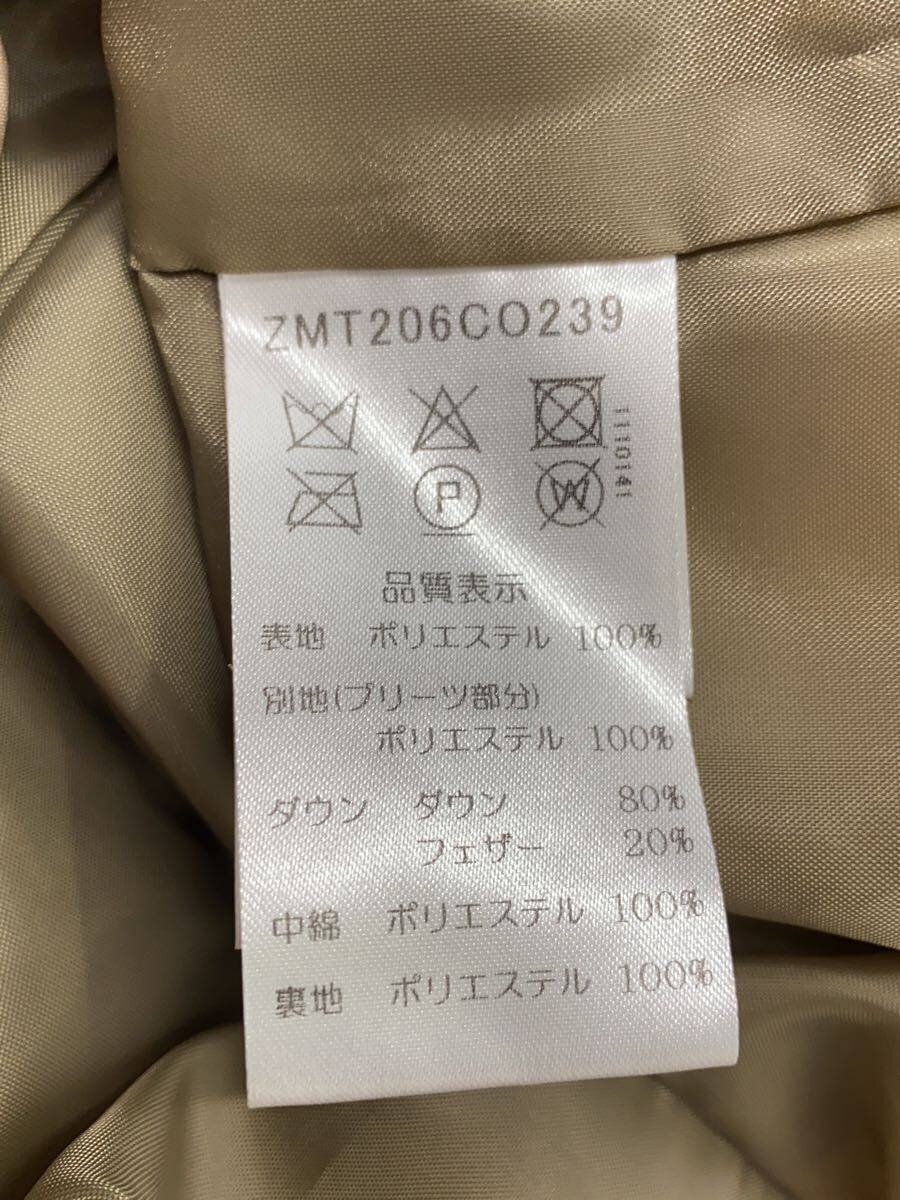 ZMT206CO239
1110141
P
W
品質表示
表地 ポリエステル 100%
別地(プリーツ部分)
ポリエステル 100%
ダウン ダウン 80%
フェザー 20%
中綿 ポリエステル 100%
裏地 ポリエステル 100%